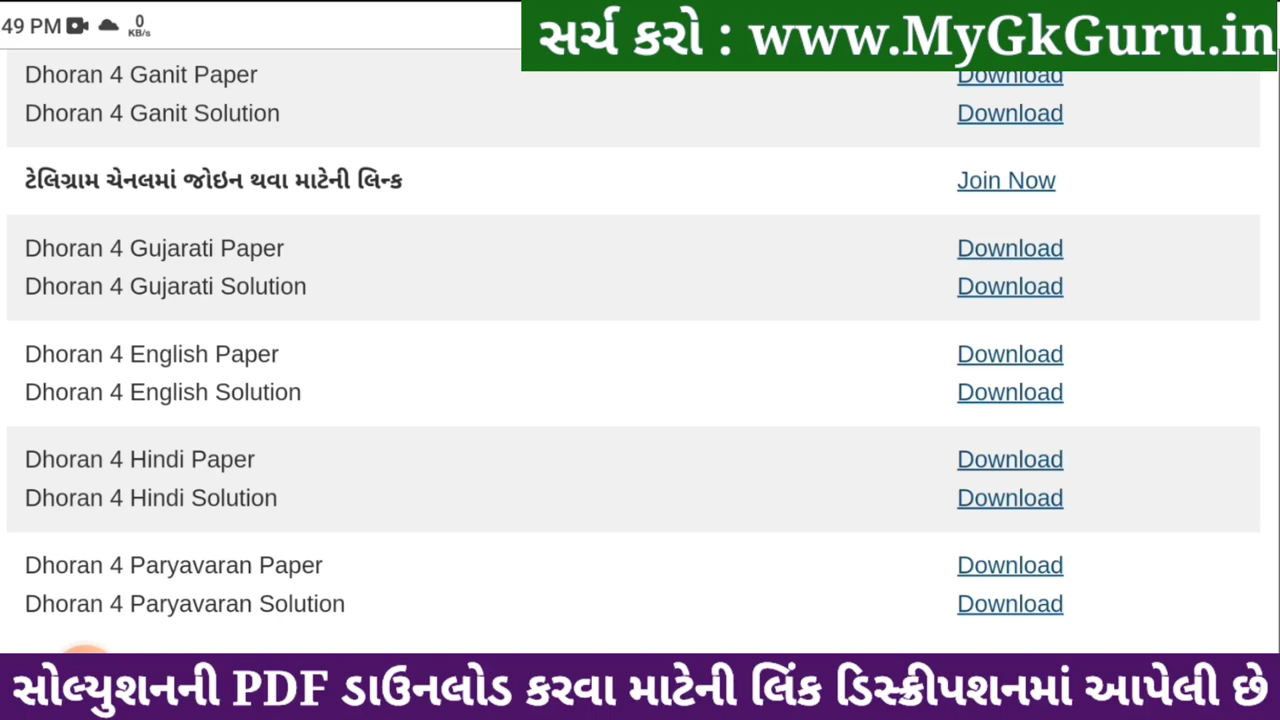 49 PM 0 KB/s
સર્ચ કરો : www.MyGkGuru.in
Dhoran 4 Ganit Paper Download
Dhoran 4 Ganit Solution Download
ટેલિગ્રામ ચેનલમાં જોઇન થવા માટેની લિન્ક Join Now
Dhoran 4 Gujarati Paper Download
Dhoran 4 Gujarati Solution Download
Dhoran 4 English Paper Download
Dhoran 4 English Solution Download
Dhoran 4 Hindi Paper Download
Dhoran 4 Hindi Solution Download
Dhoran 4 Paryavaran Paper Download
Dhoran 4 Paryavaran Solution Download
સોલ્યુશનની PDF ડાઉનલોડ કરવા માટેની લિંક ડિસ્ક્રીપશનમાં આપેલી છે